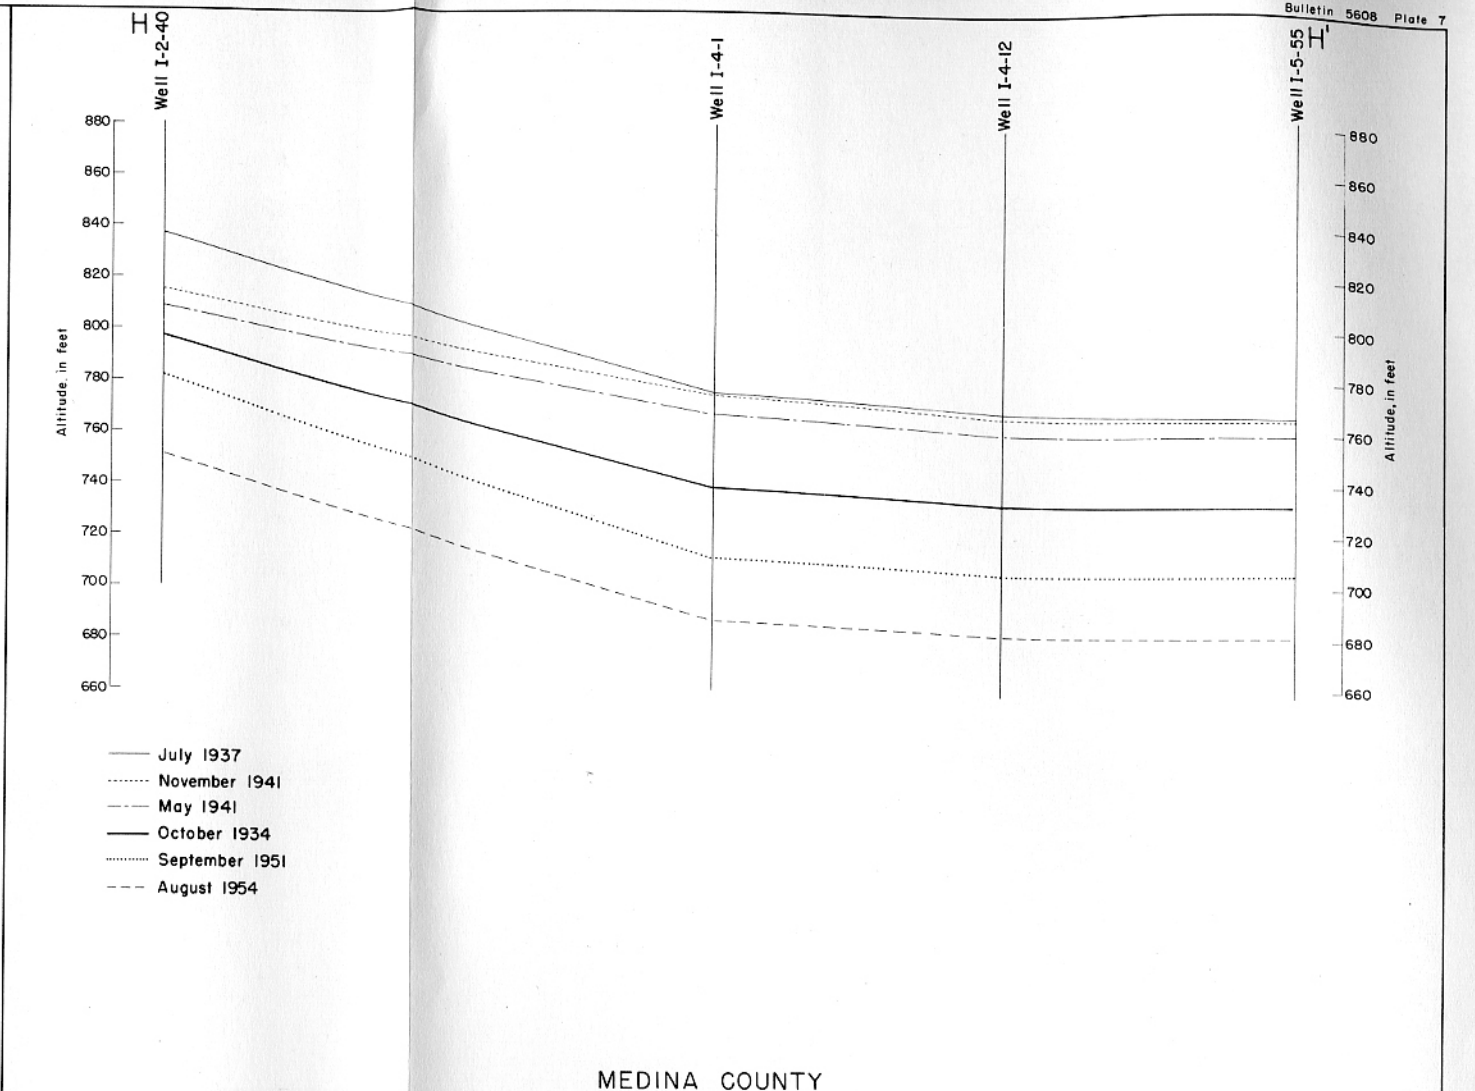 Bulletin 5608 Plate 7
H
H'
Well I-2-40
Well I-4-1
Well I-4-12
Well I-5-55
880
860
840
820
800
780
760
740
720
700
680
660
Altitude, in feet
880
860
840
820
800
780
760
740
720
700
680
660
Altitude, in feet
July 1937
November 1941
May 1941
October 1934
September 1951
August 1954
MEDINA COUNTY